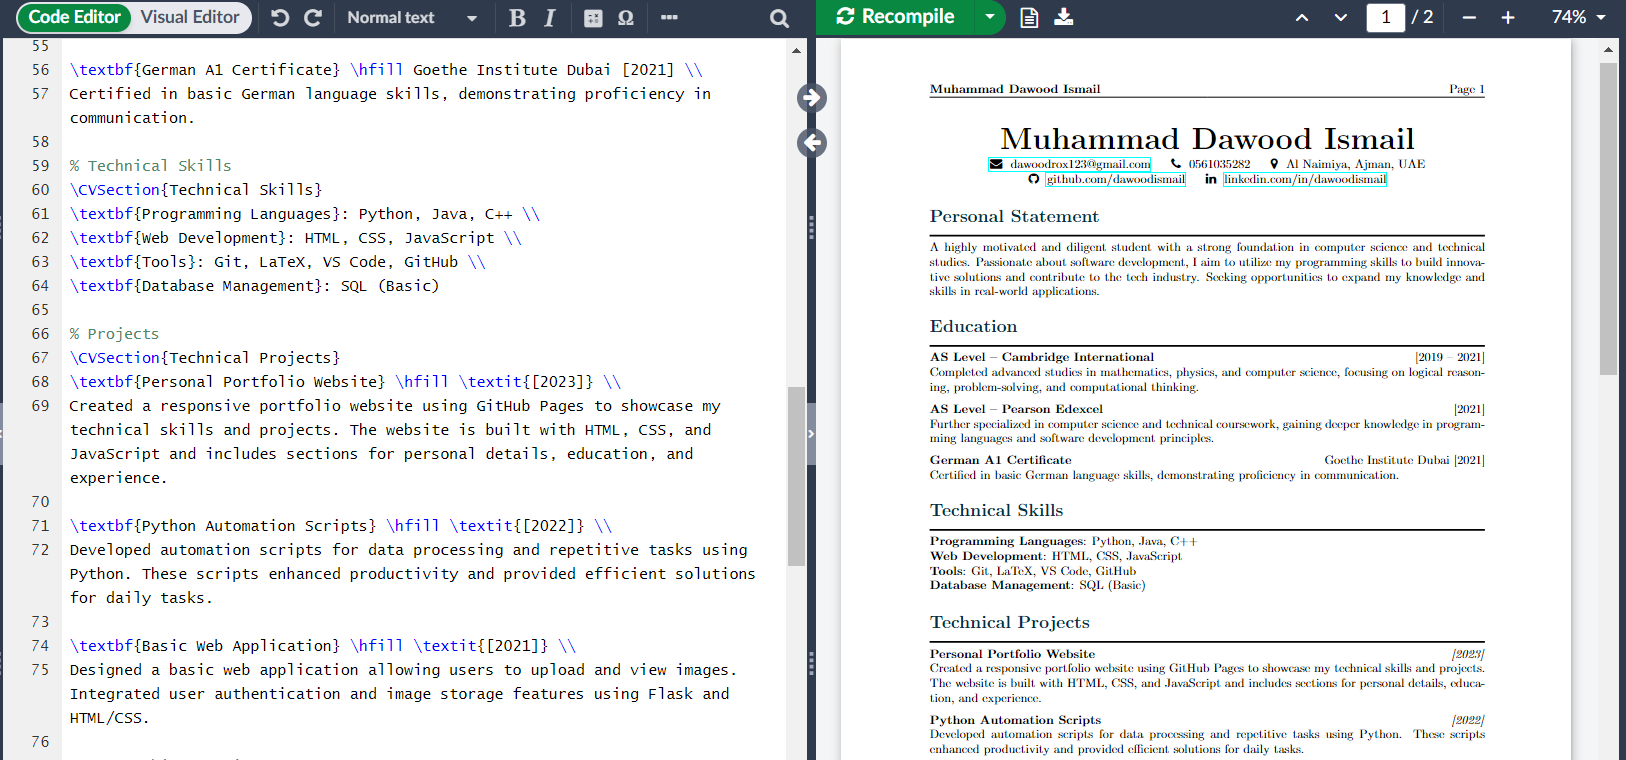 Code Editor Visual Editor Normal text B I Ω
Recompile 1 / 2 74%
55
56 \textbf{German A1 Certificate} \hfill Goethe Institute Dubai [2021] \\
57 Certified in basic German language skills, demonstrating proficiency in
communication.
58
59 % Technical Skills
60 \CVSection{Technical Skills}
61 \textbf{Programming Languages}: Python, Java, C++ \\
62 \textbf{Web Development}: HTML, CSS, JavaScript \\
63 \textbf{Tools}: Git, LaTeX, VS Code, GitHub \\
64 \textbf{Database Management}: SQL (Basic)
65
66 % Projects
67 \CVSection{Technical Projects}
68 \textbf{Personal Portfolio Website} \hfill \textit{[2023]} \\
69 Created a responsive portfolio website using GitHub Pages to showcase my
technical skills and projects. The website is built with HTML, CSS, and
JavaScript and includes sections for personal details, education, and
experience.
70
71 \textbf{Python Automation Scripts} \hfill \textit{[2022]} \\
72 Developed automation scripts for data processing and repetitive tasks using
Python. These scripts enhanced productivity and provided efficient solutions
for daily tasks.
73
74 \textbf{Basic Web Application} \hfill \textit{[2021]} \\
75 Designed a basic web application allowing users to upload and view images.
Integrated user authentication and image storage features using Flask and
HTML/CSS.
76
Muhammad Dawood Ismail Page 1
Muhammad Dawood Ismail
dawoodrox123@gmail.com 0561035282 Al Naimiya, Ajman, UAE
github.com/dawoodismail linkedin.com/in/dawoodismail
Personal Statement
A highly motivated and diligent student with a strong foundation in computer science and technical
studies. Passionate about software development, I aim to utilize my programming skills to build innova-
tive solutions and contribute to the tech industry. Seeking opportunities to expand my knowledge and
skills in real-world applications.
Education
AS Level – Cambridge International [2019 – 2021]
Completed advanced studies in mathematics, physics, and computer science, focusing on logical reason-
ing, problem-solving, and computational thinking.
AS Level – Pearson Edexcel [2021]
Further specialized in computer science and technical coursework, gaining deeper knowledge in program-
ming languages and software development principles.
German A1 Certificate Goethe Institute Dubai [2021]
Certified in basic German language skills, demonstrating proficiency in communication.
Technical Skills
Programming Languages: Python, Java, C++
Web Development: HTML, CSS, JavaScript
Tools: Git, LaTeX, VS Code, GitHub
Database Management: SQL (Basic)
Technical Projects
Personal Portfolio Website [2023]
Created a responsive portfolio website using GitHub Pages to showcase my technical skills and projects.
The website is built with HTML, CSS, and JavaScript and includes sections for personal details, educa-
tion, and experience.
Python Automation Scripts [2022]
Developed automation scripts for data processing and repetitive tasks using Python. These scripts
enhanced productivity and provided efficient solutions for daily tasks.